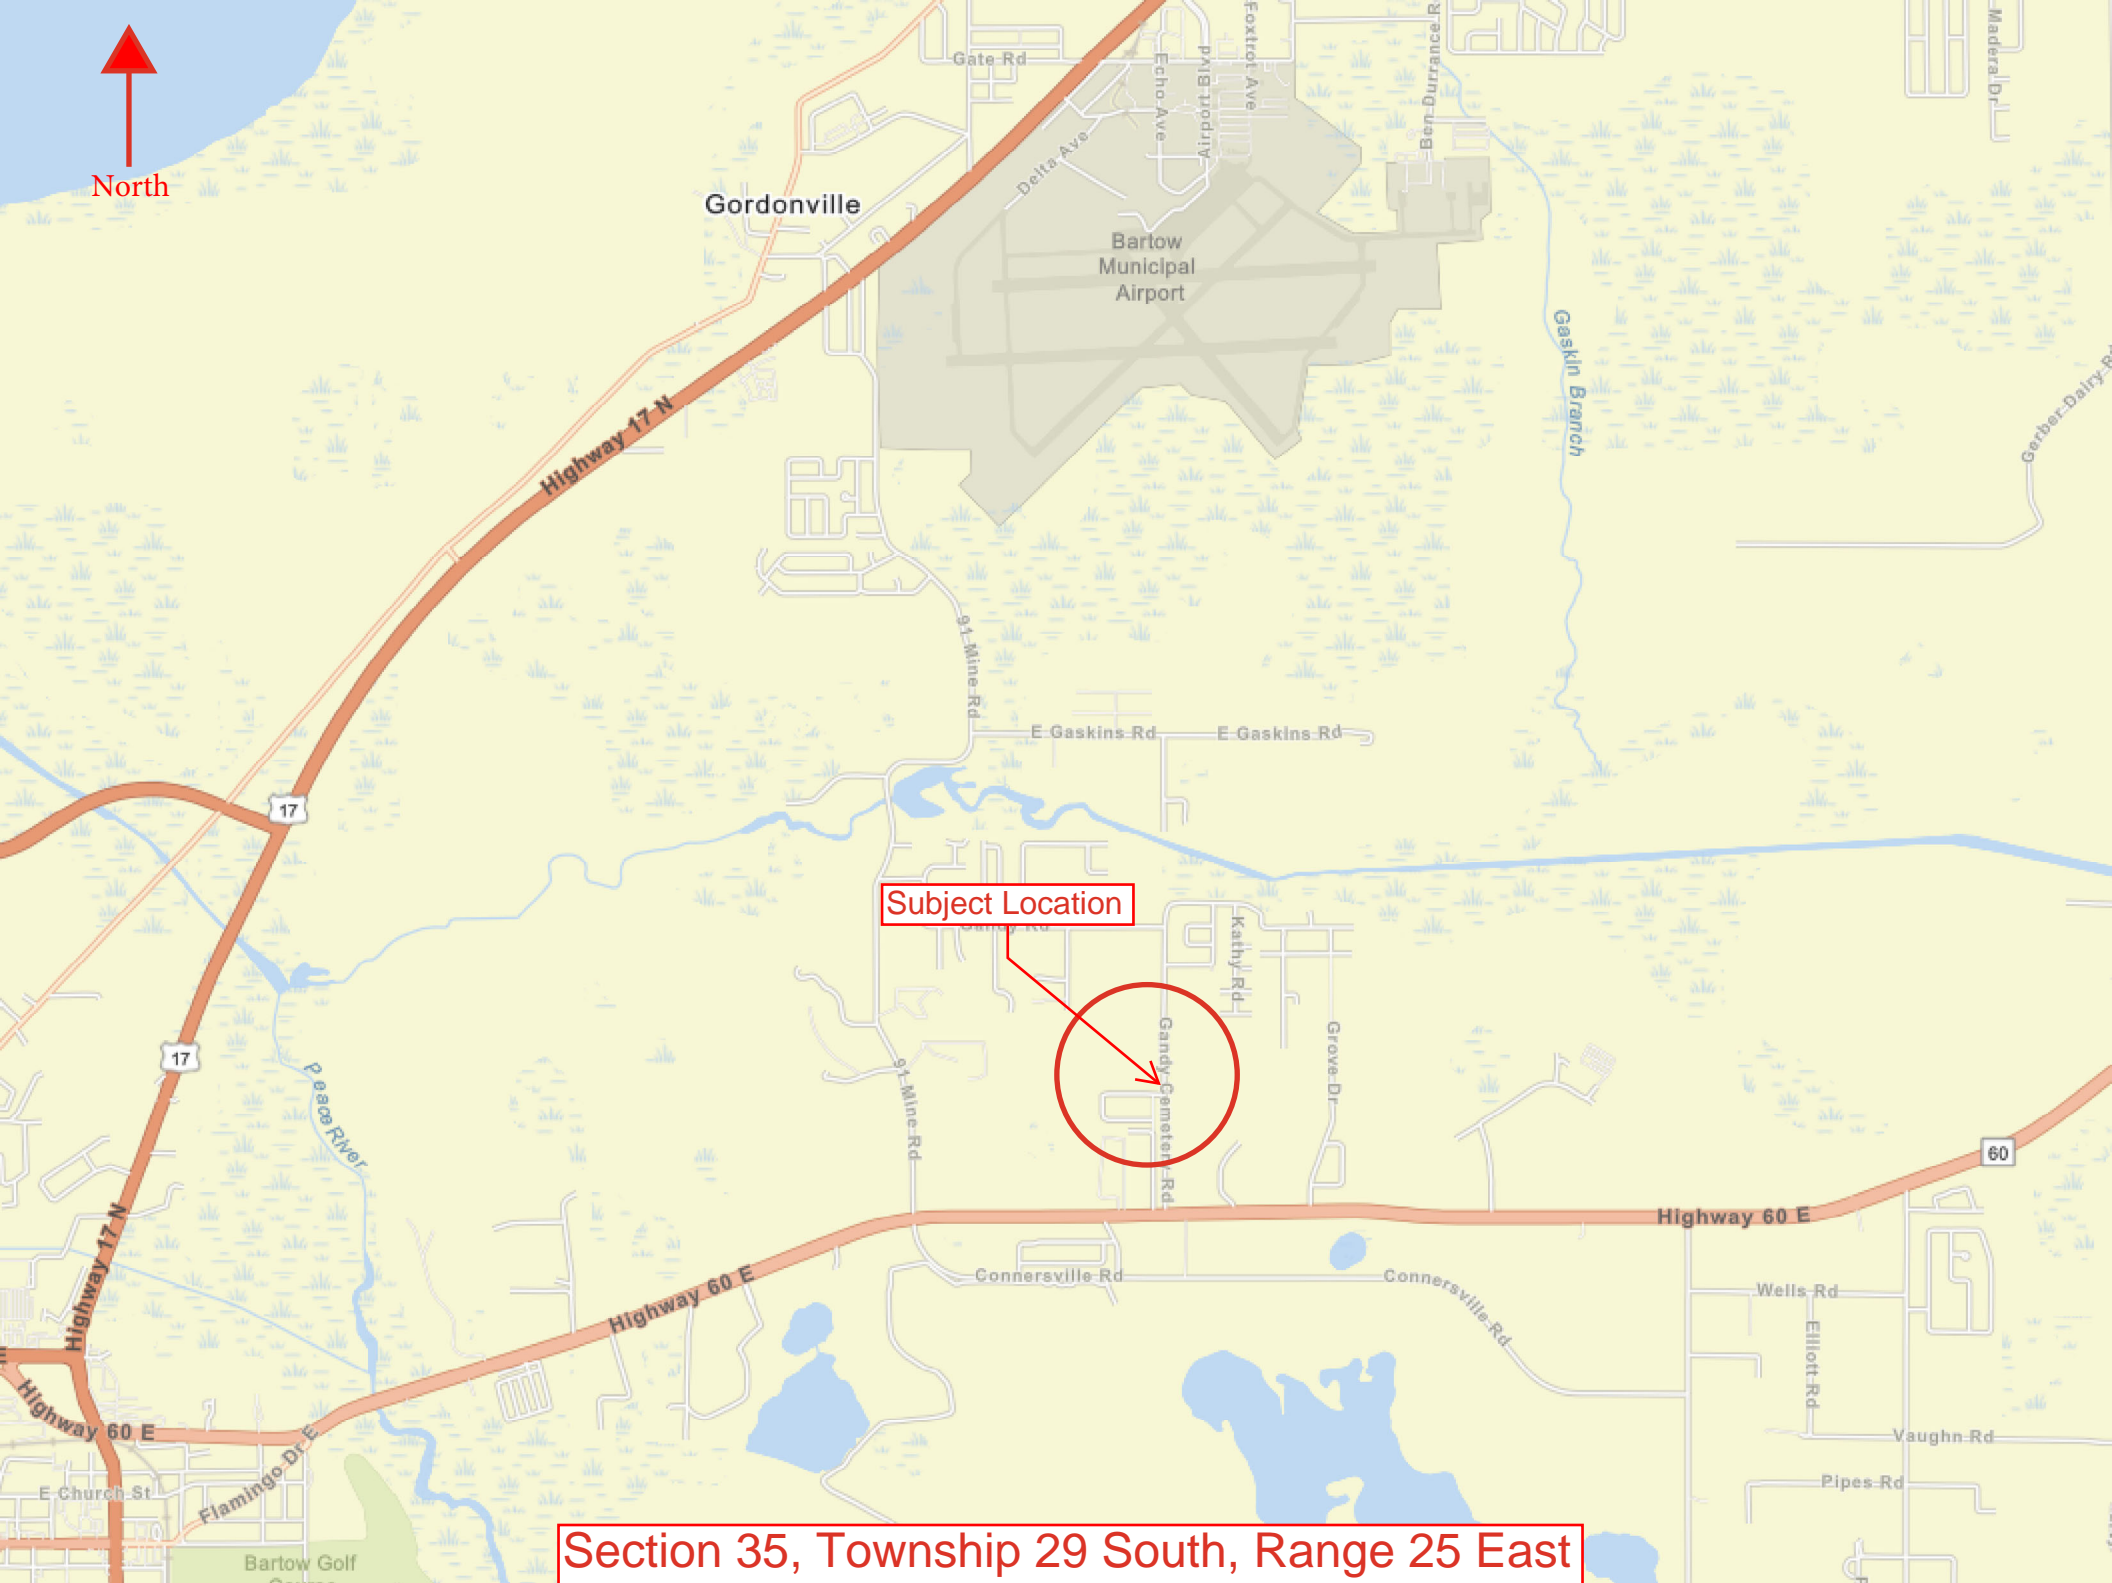 Foxtrot Ave
Madera Dr
Gate Rd
Echo Ave
Airport Blvd
Ben Durrance R
Delta Ave
North
Gordonville
Bartow
Municipal
Airport
Gaskin Branch
Gerber Dairy R
Highway 17 N
91 Mine Rd
E Gaskins Rd
E Gaskins Rd
17
Subject Location
Gandy Rd
Kathy Rd
Gandy Cemetery Rd
Grove Dr
17
91 Mine Rd
Peace River
60
Highway 17 N
Highway 60 E
Highway 60 E
Connersville Rd
Connersville Rd
Wells Rd
Elliott Rd
Highway 60 E
Flamingo Dr E
Vaughn Rd
Pipes Rd
E Church St
Bartow Golf
Section 35, Township 29 South, Range 25 East